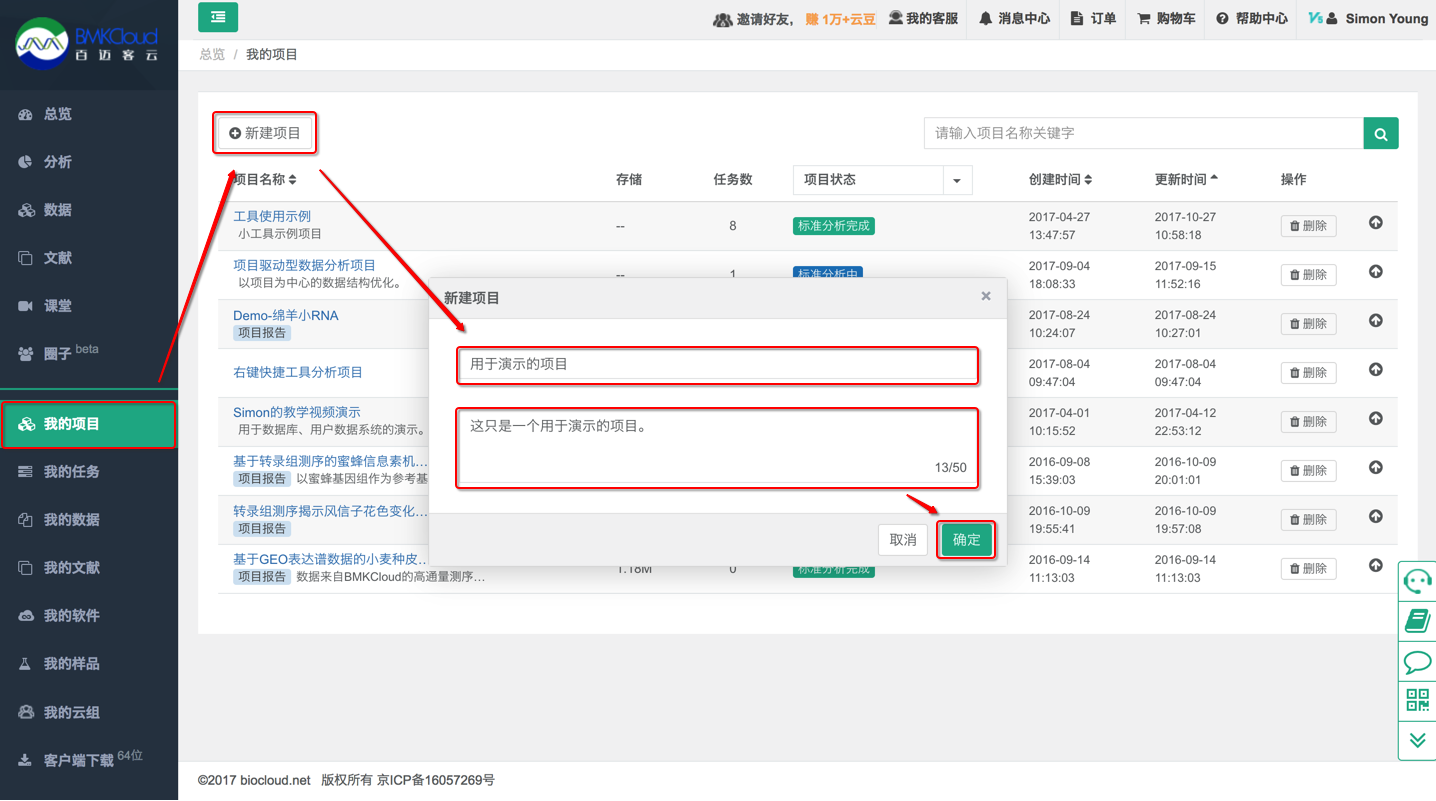 BMKCloud
百迈客云
邀请好友，赚 1万+云豆
我的客服
消息中心
订单
购物车
帮助中心
Simon Young
总览 / 我的项目
总览
分析
数据
文献
课堂
圈子 beta
我的项目
我的任务
我的数据
我的文献
我的软件
我的样品
我的云组
客户端下载 64位
新建项目
请输入项目名称关键字
项目名称 存储 任务数 项目状态 创建时间 更新时间 操作
工具使用示例
小工具示例项目
-- 8 标准分析完成 2017-04-27 13:47:57 2017-10-27 10:58:18 删除
项目驱动型数据分析项目
以项目为中心的数据结构优化。
-- 1 标准分析中 2017-09-04 18:08:33 2017-09-15 11:52:16 删除
Demo-绵羊小RNA
项目报告
2017-08-24 10:24:07 2017-08-24 10:27:01 删除
右键快捷工具分析项目
2017-08-04 09:47:04 2017-08-04 09:47:04 删除
Simon的教学视频演示
用于数据库、用户数据系统的演示。
2017-04-01 10:15:52 2017-04-12 22:53:12 删除
基于转录组测序的蜜蜂信息素机...
项目报告 以蜜蜂基因组作为参考基
2016-09-08 15:39:03 2016-10-09 20:01:01 删除
转录组测序揭示风信子花色变化...
项目报告
2016-10-09 19:55:41 2016-10-09 19:57:08 删除
基于GEO表达谱数据的小麦种皮...
项目报告 数据来自BMKCloud的高通量测序...
1.18M 0 标准分析完成 2016-09-14 11:13:03 2016-09-14 11:13:03 删除
新建项目 ×
用于演示的项目
这只是一个用于演示的项目。
13/50
取消 确定
©2017 biocloud.net 版权所有 京ICP备16057269号